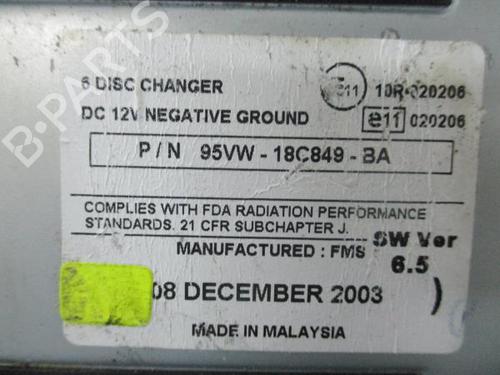 6 DISC CHANGER
10R-020206
DC 12V NEGATIVE GROUND
e11 020206
P / N 95VW - 18C849 - BA
COMPLIES WITH FDA RADIATION PERFORMANCE
STANDARDS. 21 CFR SUBCHAPTER J.
MANUFACTURED : FMS
SW Ver
6.5
08 DECEMBER 2003
)
MADE IN MALAYSIA
B-PARTS